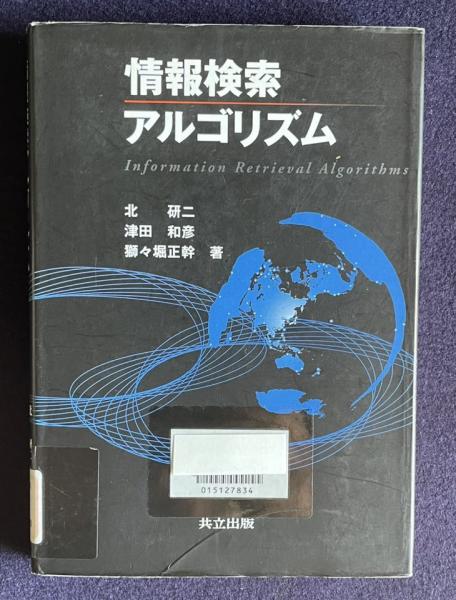 情報検索
アルゴリズム
Information Retrieval Algorithms
北 研二
津田 和彦
獅々堀正幹 著
015127834
共立出版